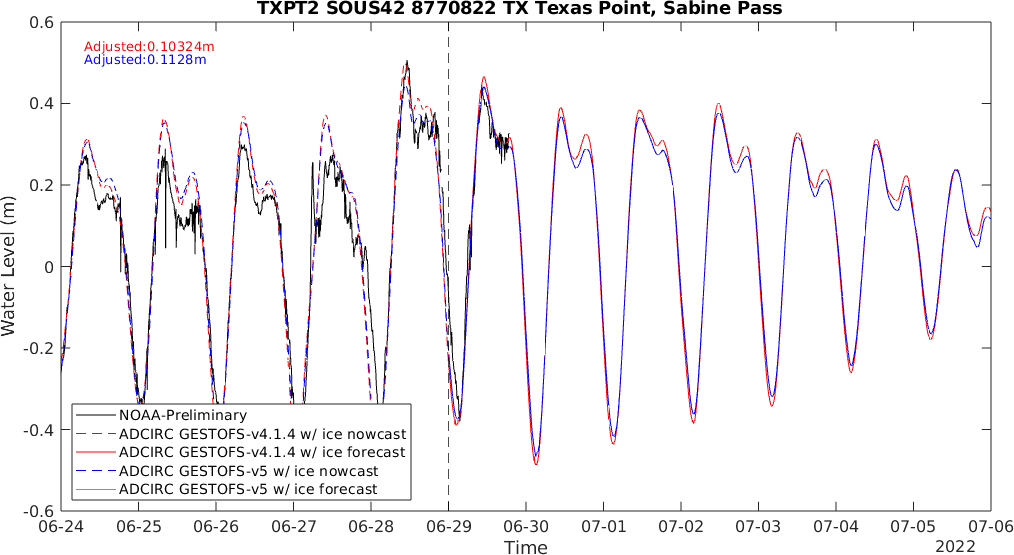 TXPT2 SOUS42 8770822 TX Texas Point, Sabine Pass
Adjusted:0.10324m
Adjusted:0.1128m
0.6
0.4
0.2
0
-0.2
-0.4
-0.6
Water Level (m)
NOAA-Preliminary
ADCIRC GESTOFS-v4.1.4 w/ ice nowcast
ADCIRC GESTOFS-v4.1.4 w/ ice forecast
ADCIRC GESTOFS-v5 w/ ice nowcast
ADCIRC GESTOFS-v5 w/ ice forecast
06-24 06-25 06-26 06-27 06-28 06-29 06-30 07-01 07-02 07-03 07-04 07-05 07-06
Time
2022